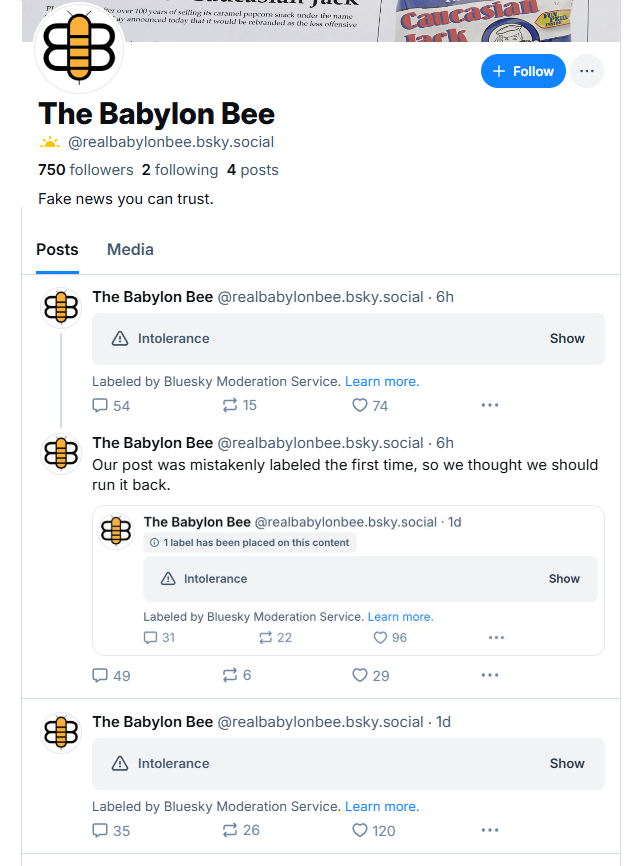 Caucasian Jack
ter over 100 years of selling its caramel popcorn snack under the name
ay announced today that it would be rebranded as the less offensive
Caucasian
Jack
+ Follow
The Babylon Bee
@realbabylonbee.bsky.social
750 followers 2 following 4 posts
Fake news you can trust.
Posts Media
The Babylon Bee @realbabylonbee.bsky.social · 6h
Intolerance Show
Labeled by Bluesky Moderation Service. Learn more.
54 15 74
The Babylon Bee @realbabylonbee.bsky.social · 6h
Our post was mistakenly labeled the first time, so we thought we should
run it back.
The Babylon Bee @realbabylonbee.bsky.social · 1d
1 label has been placed on this content
Intolerance Show
Labeled by Bluesky Moderation Service. Learn more.
31 22 96
49 6 29
The Babylon Bee @realbabylonbee.bsky.social · 1d
Intolerance Show
Labeled by Bluesky Moderation Service. Learn more.
35 26 120